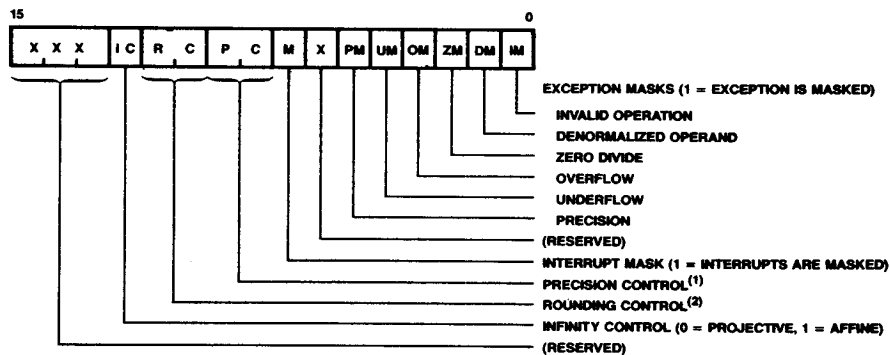 15 0
X X X I C R C P C M X PM UM OM ZM DM IM
EXCEPTION MASKS (1 = EXCEPTION IS MASKED)
INVALID OPERATION
DENORMALIZED OPERAND
ZERO DIVIDE
OVERFLOW
UNDERFLOW
PRECISION
(RESERVED)
INTERRUPT MASK (1 = INTERRUPTS ARE MASKED)
PRECISION CONTROL(1)
ROUNDING CONTROL(2)
INFINITY CONTROL (0 = PROJECTIVE, 1 = AFFINE)
(RESERVED)